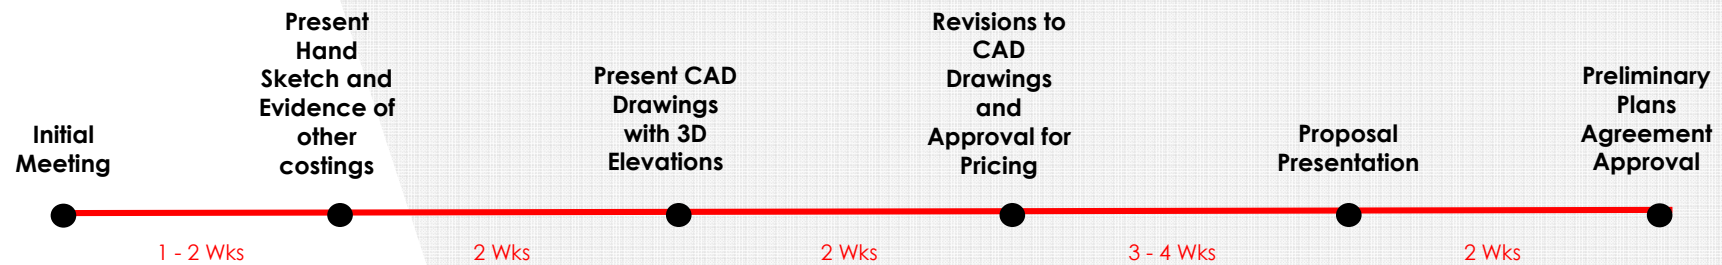 Initial
Meeting
Present
Hand
Sketch and
Evidence of
other
costings
Present CAD
Drawings
with 3D
Elevations
Revisions to
CAD
Drawings
and
Approval for
Pricing
Proposal
Presentation
Preliminary
Plans
Agreement
Approval
1 - 2 Wks
2 Wks
2 Wks
3 - 4 Wks
2 Wks